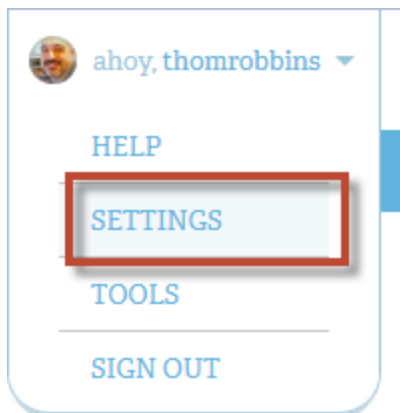 ahoy, thomrobbins
HELP
SETTINGS
TOOLS
SIGN OUT